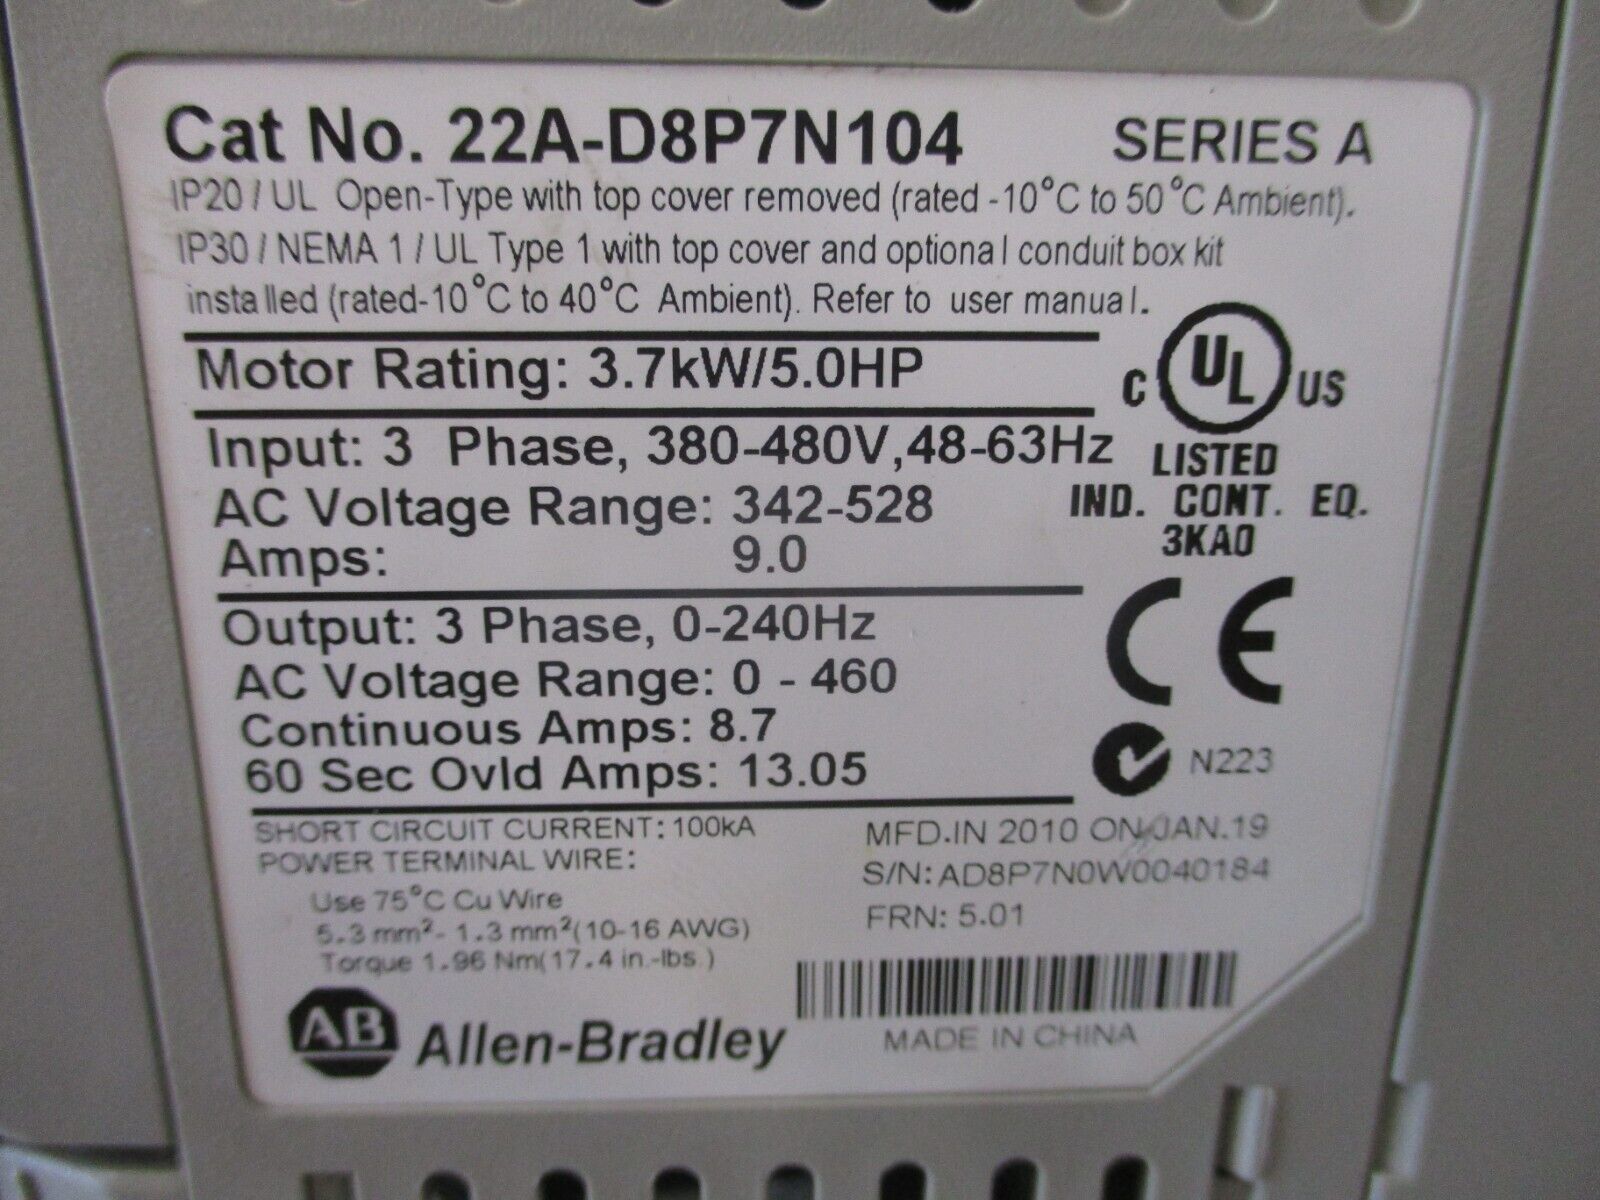 Cat No. 22A-D8P7N104 SERIES A
IP20 / UL Open-Type with top cover removed (rated -10°C to 50°C Ambient).
IP30 / NEMA 1 / UL Type 1 with top cover and optional conduit box kit
installed (rated-10°C to 40°C Ambient). Refer to user manual.
Motor Rating: 3.7kW/5.0HP
C UL US
LISTED
IND. CONT. EQ.
3KA0
Input: 3 Phase, 380-480V,48-63Hz
AC Voltage Range: 342-528
Amps: 9.0
Output: 3 Phase, 0-240Hz
AC Voltage Range: 0 - 460
Continuous Amps: 8.7
60 Sec Ovld Amps: 13.05
CE
N223
SHORT CIRCUIT CURRENT: 100kA
POWER TERMINAL WIRE:
Use 75°C Cu Wire
5.3 mm²- 1.3 mm²(10-16 AWG)
Torque 1.96 Nm(17.4 in.-lbs.)
MFD.IN 2010 ON JAN.19
S/N: AD8P7N0W0040184
FRN: 5.01
AB Allen-Bradley
MADE IN CHINA